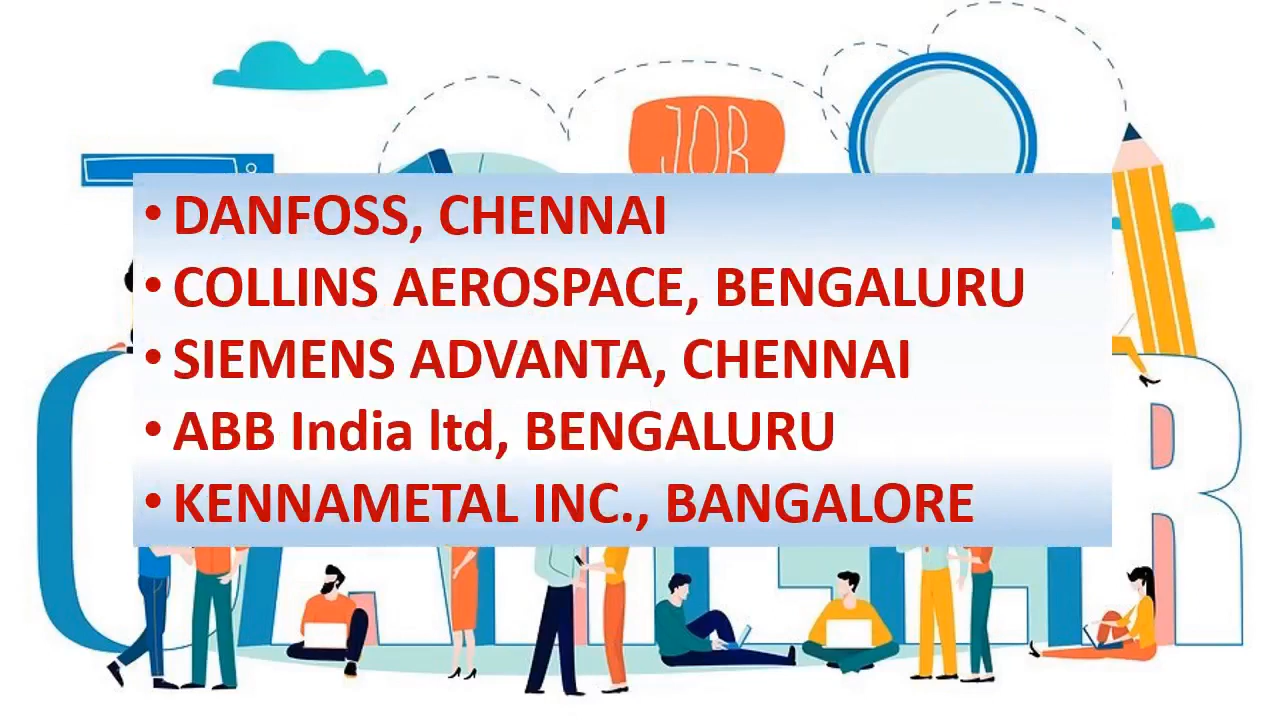 JOB
• DANFOSS, CHENNAI
• COLLINS AEROSPACE, BENGALURU
• SIEMENS ADVANTA, CHENNAI
• ABB India ltd, BENGALURU
• KENNAMETAL INC., BANGALORE